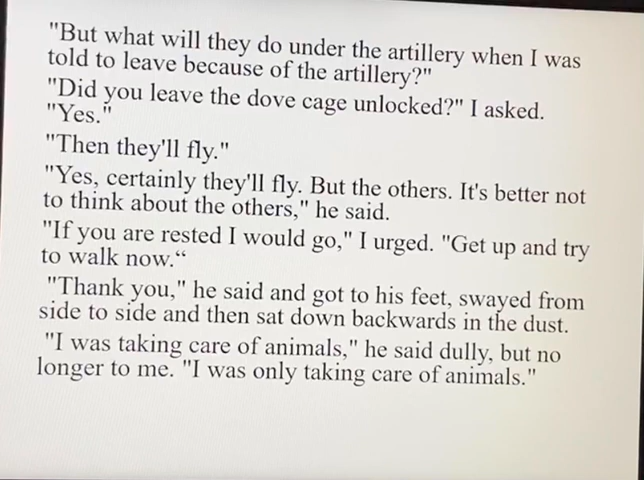 "But what will they do under the artillery when I was
told to leave because of the artillery?"
"Did you leave the dove cage unlocked?" I asked.
"Yes."
"Then they'll fly."
"Yes, certainly they'll fly. But the others. It's better not
to think about the others," he said.
"If you are rested I would go," I urged. "Get up and try
to walk now.“
"Thank you," he said and got to his feet, swayed from
side to side and then sat down backwards in the dust.
"I was taking care of animals," he said dully, but no
longer to me. "I was only taking care of animals."